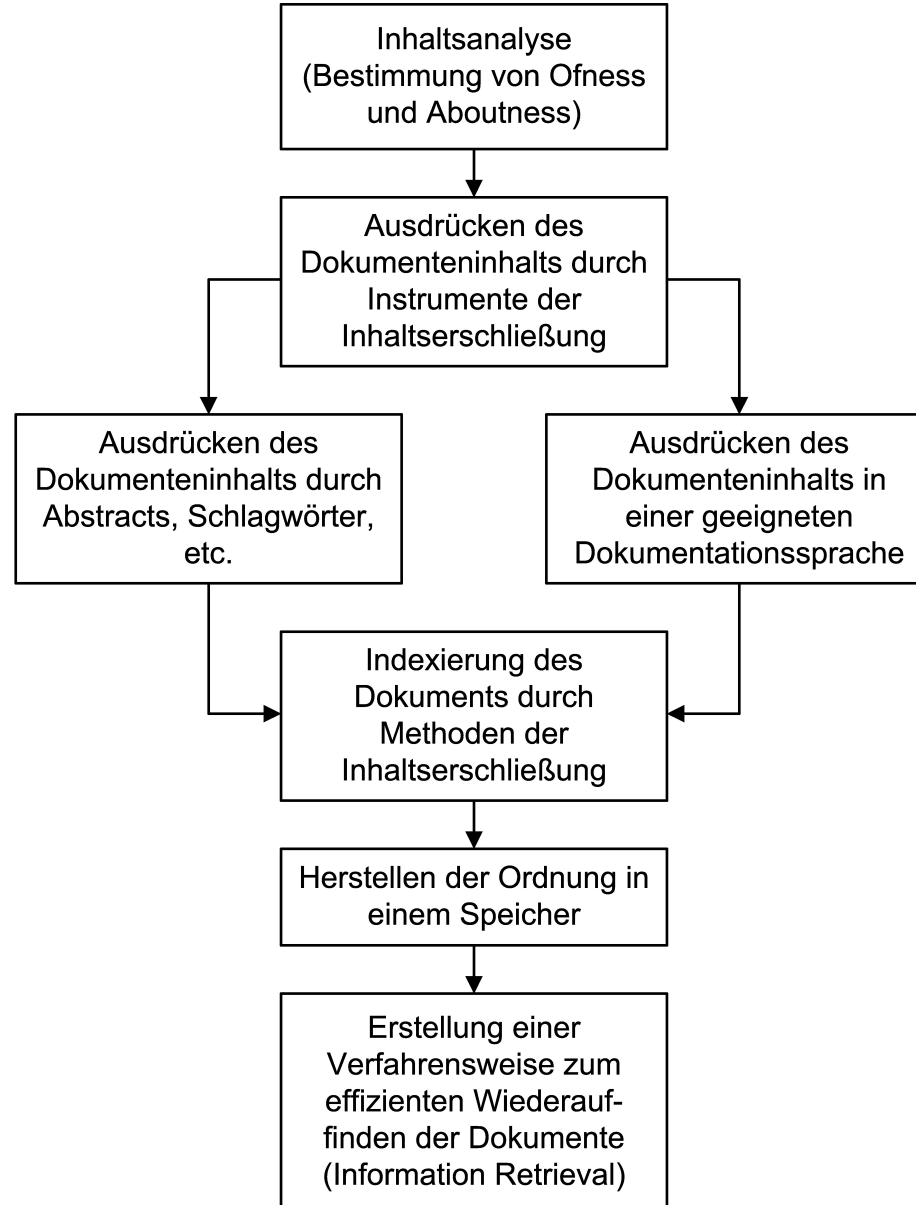 Inhaltsanalyse
(Bestimmung von Ofness
und Aboutness)
Ausdrücken des
Dokumenteninhalts durch
Instrumente der
Inhaltserschließung
Ausdrücken des
Dokumenteninhalts durch
Abstracts, Schlagwörter,
etc.
Ausdrücken des
Dokumenteninhalts in
einer geeigneten
Dokumentationssprache
Indexierung des
Dokuments durch
Methoden der
Inhaltserschließung
Herstellen der Ordnung in
einem Speicher
Erstellung einer
Verfahrensweise zum
effizienten Wiederauf-
finden der Dokumente
(Information Retrieval)